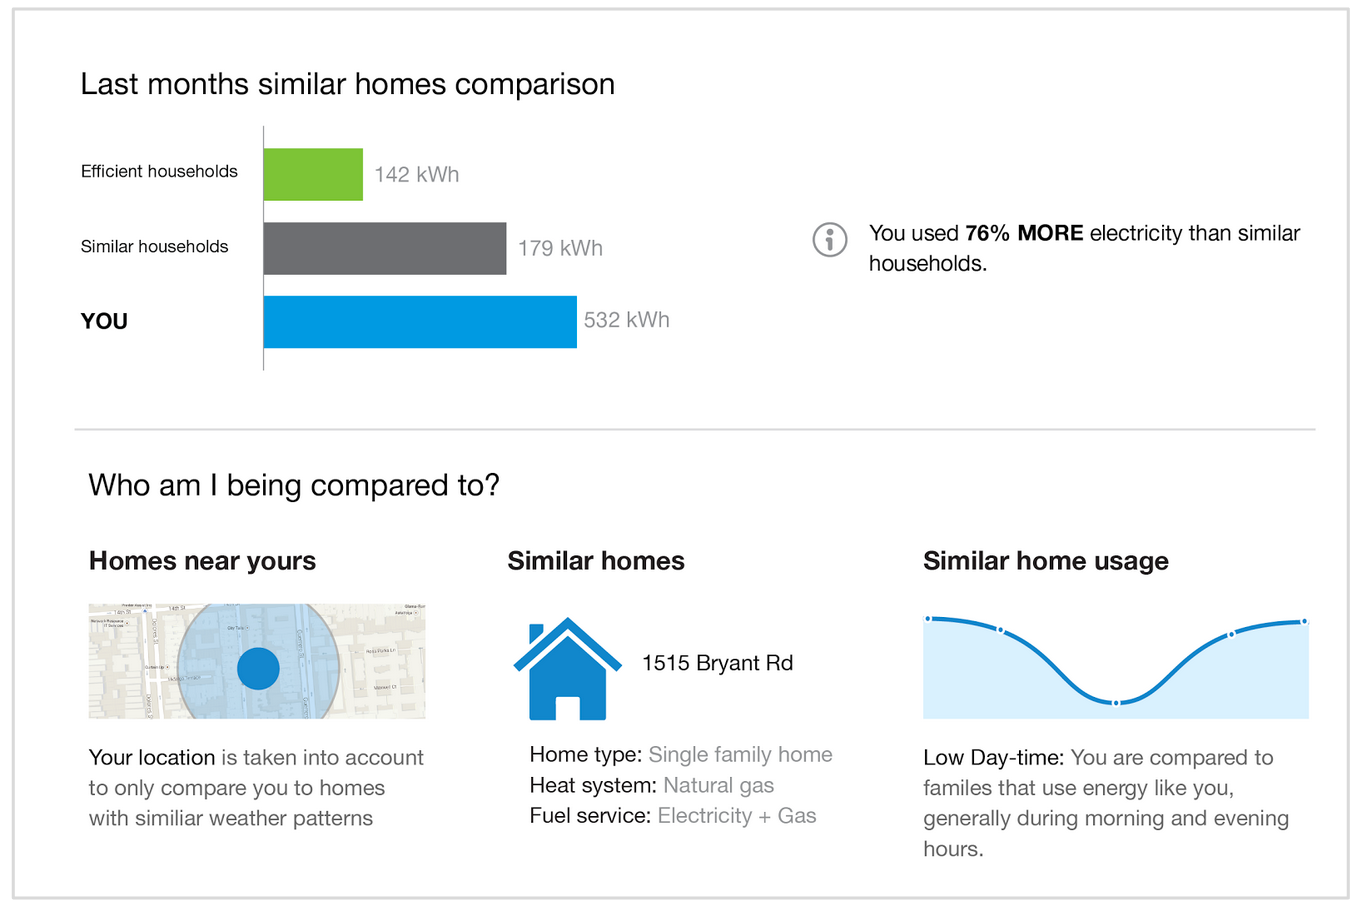 Last months similar homes comparison
Efficient households
142 kWh
Similar households
179 kWh
YOU
532 kWh
You used 76% MORE electricity than similar
households.
Who am I being compared to?
Homes near yours
14th St
14th St
Your location is taken into account
to only compare you to homes
with similiar weather patterns
Similar homes
1515 Bryant Rd
Home type: Single family home
Heat system: Natural gas
Fuel service: Electricity + Gas
Similar home usage
Low Day-time: You are compared to
familes that use energy like you,
generally during morning and evening
hours.